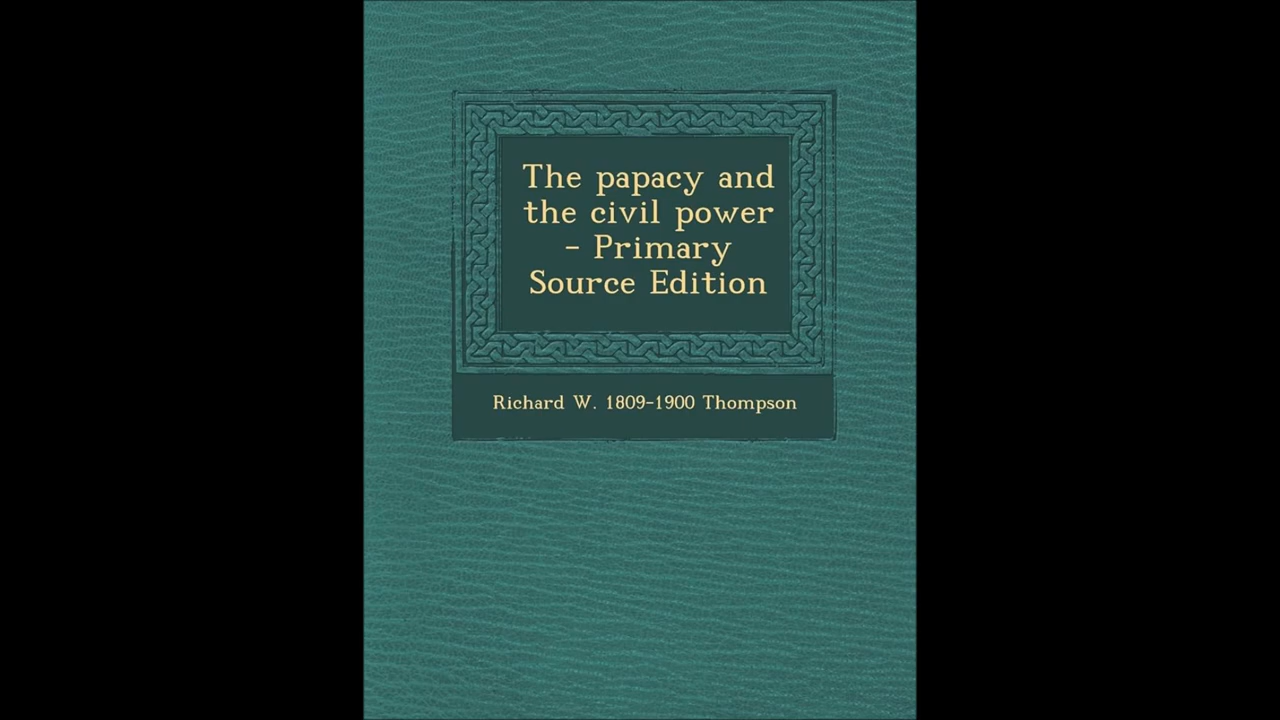 The papacy and
the civil power
- Primary
Source Edition
Richard W. 1809-1900 Thompson